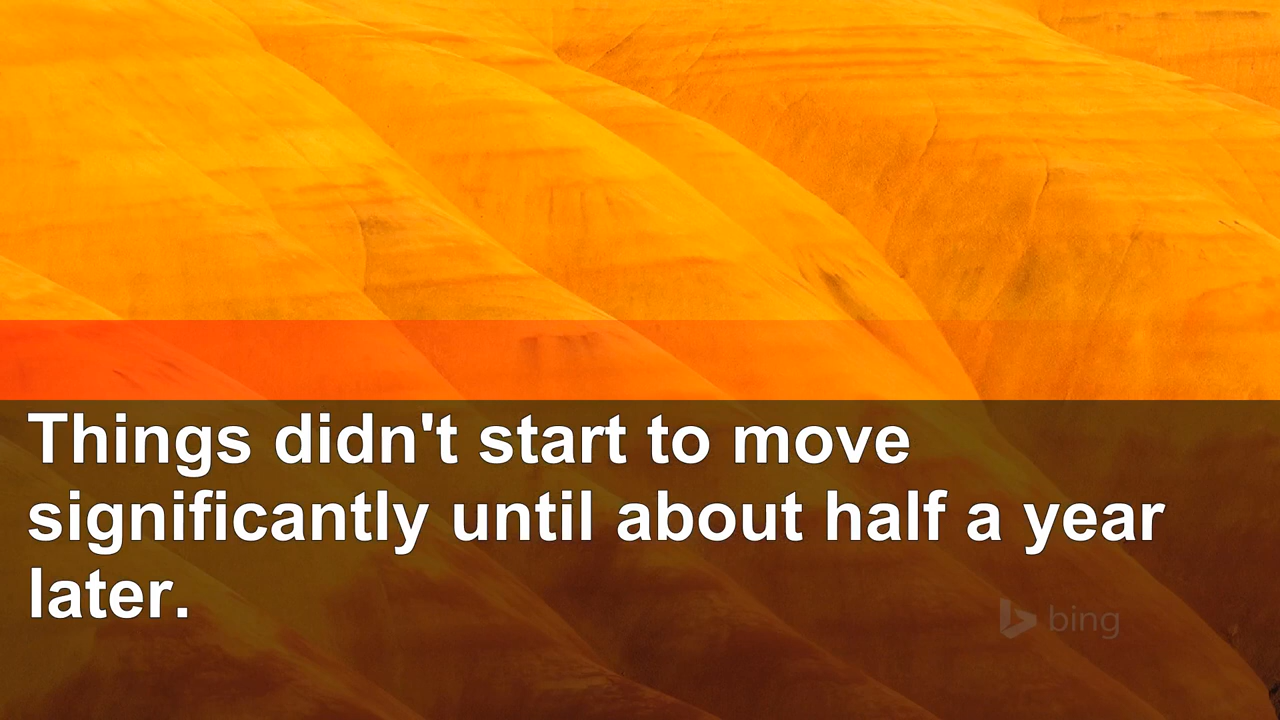 Things didn't start to move
significantly until about half a year
later.
bing